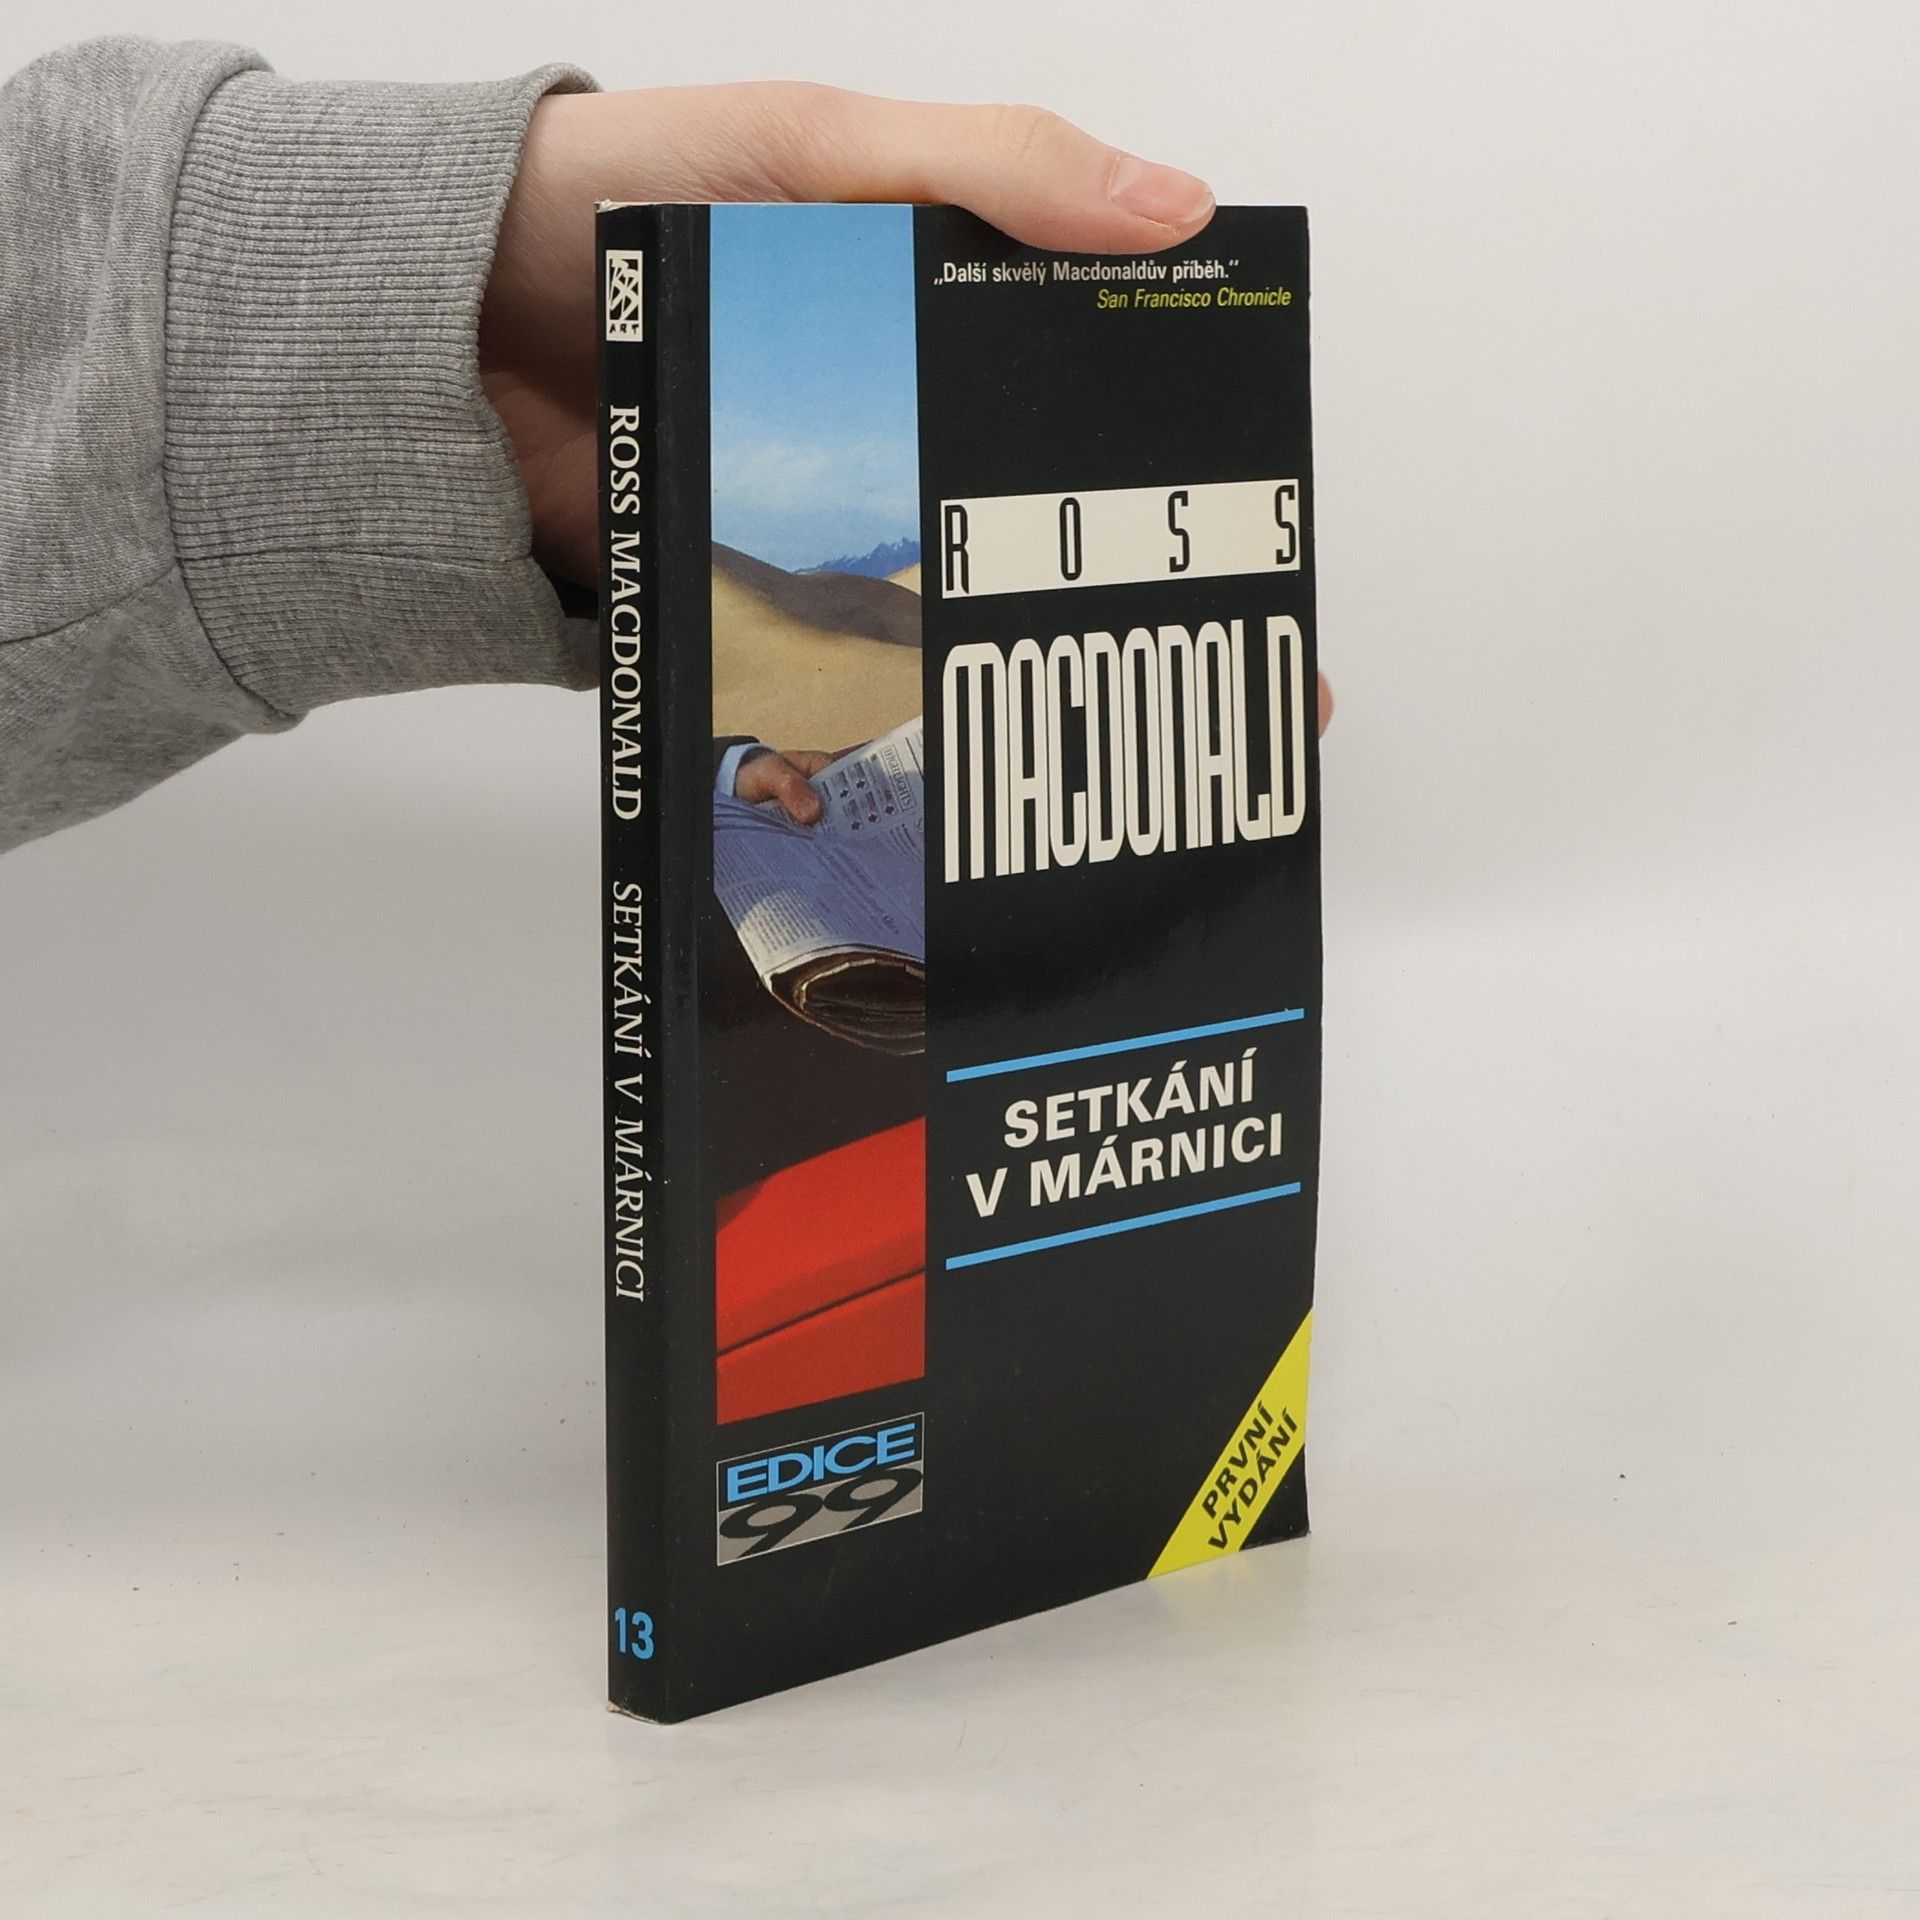 ART
ROSS MACDONALD SETKÁNÍ V MÁRNICI
13
„Další skvělý Macdonaldův příběh.“
San Francisco Chronicle
ROSS
MACDONALD
SETKÁNÍ
V MÁRNICI
EDICE
99
PRVNÍ
VYDÁNÍ